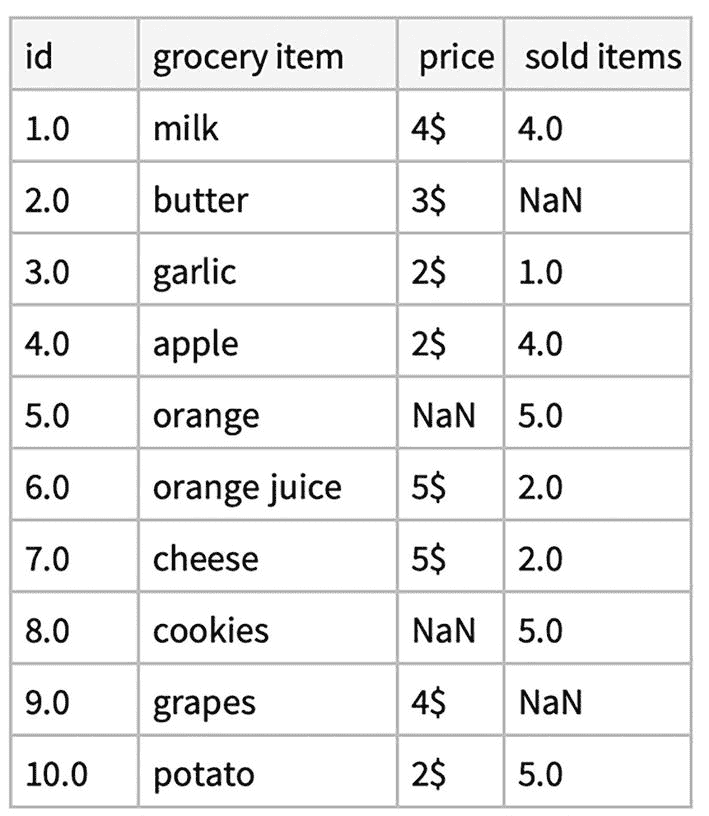 id grocery item price sold items
1.0 milk 4$ 4.0
2.0 butter 3$ NaN
3.0 garlic 2$ 1.0
4.0 apple 2$ 4.0
5.0 orange NaN 5.0
6.0 orange juice 5$ 2.0
7.0 cheese 5$ 2.0
8.0 cookies NaN 5.0
9.0 grapes 4$ NaN
10.0 potato 2$ 5.0